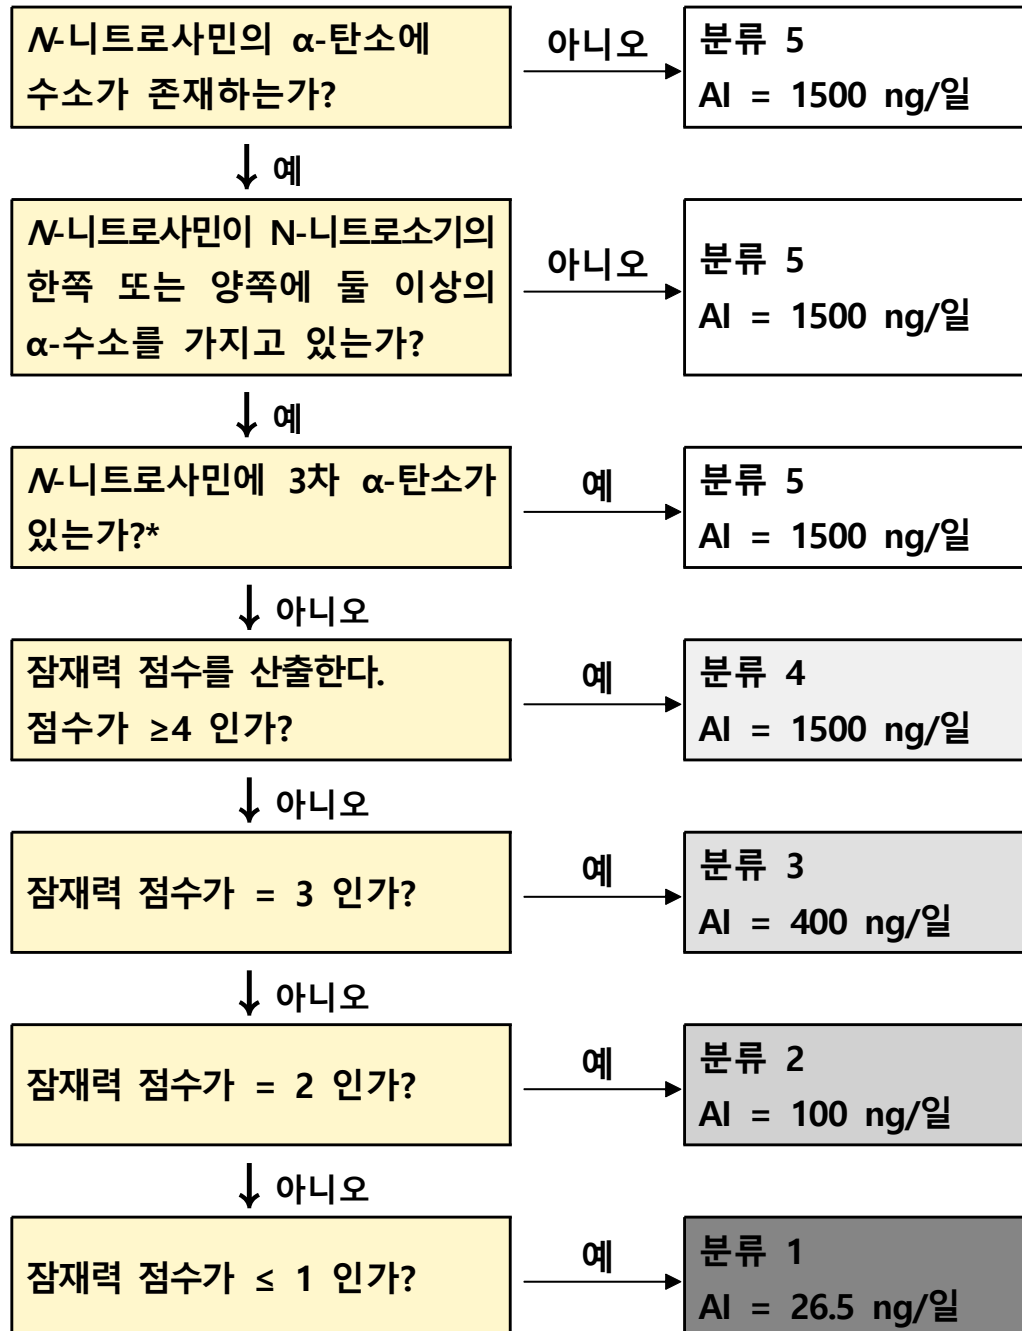 N-니트로사민의 α-탄소에
수소가 존재하는가?
아니오
분류 5
AI = 1500 ng/일
↓ 예
N-니트로사민이 N-니트로소기의
한쪽 또는 양쪽에 둘 이상의
α-수소를 가지고 있는가?
아니오
분류 5
AI = 1500 ng/일
↓ 예
N-니트로사민에 3차 α-탄소가
있는가?*
예
분류 5
AI = 1500 ng/일
↓ 아니오
잠재력 점수를 산출한다.
점수가 ≥4 인가?
예
분류 4
AI = 1500 ng/일
↓ 아니오
잠재력 점수가 = 3 인가?
예
분류 3
AI = 400 ng/일
↓ 아니오
잠재력 점수가 = 2 인가?
예
분류 2
AI = 100 ng/일
↓ 아니오
잠재력 점수가 ≤ 1 인가?
예
분류 1
AI = 26.5 ng/일